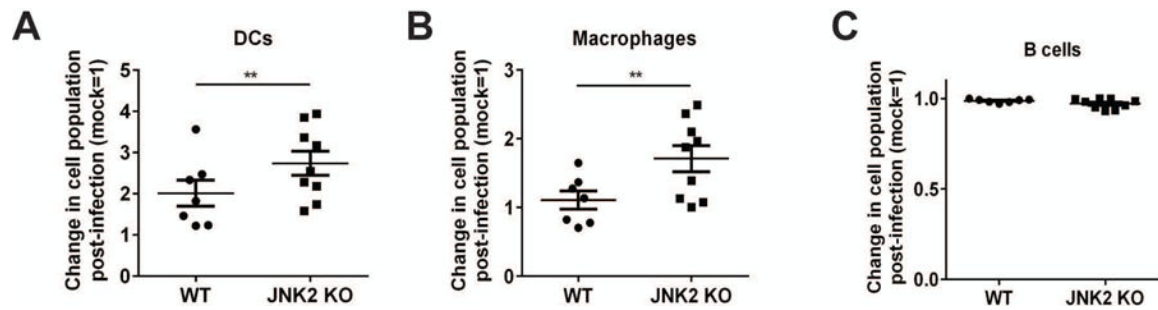 A
DCs
Change in cell population
post-infection (mock=1)
5
4
3
2
1
0
**
WT
JNK2 KO
B
Macrophages
Change in cell population
post-infection (mock=1)
3
2
1
0
**
WT
JNK2 KO
C
B cells
Change in cell population
post-infection (mock=1)
1.0
0.5
0.0
WT
JNK2 KO